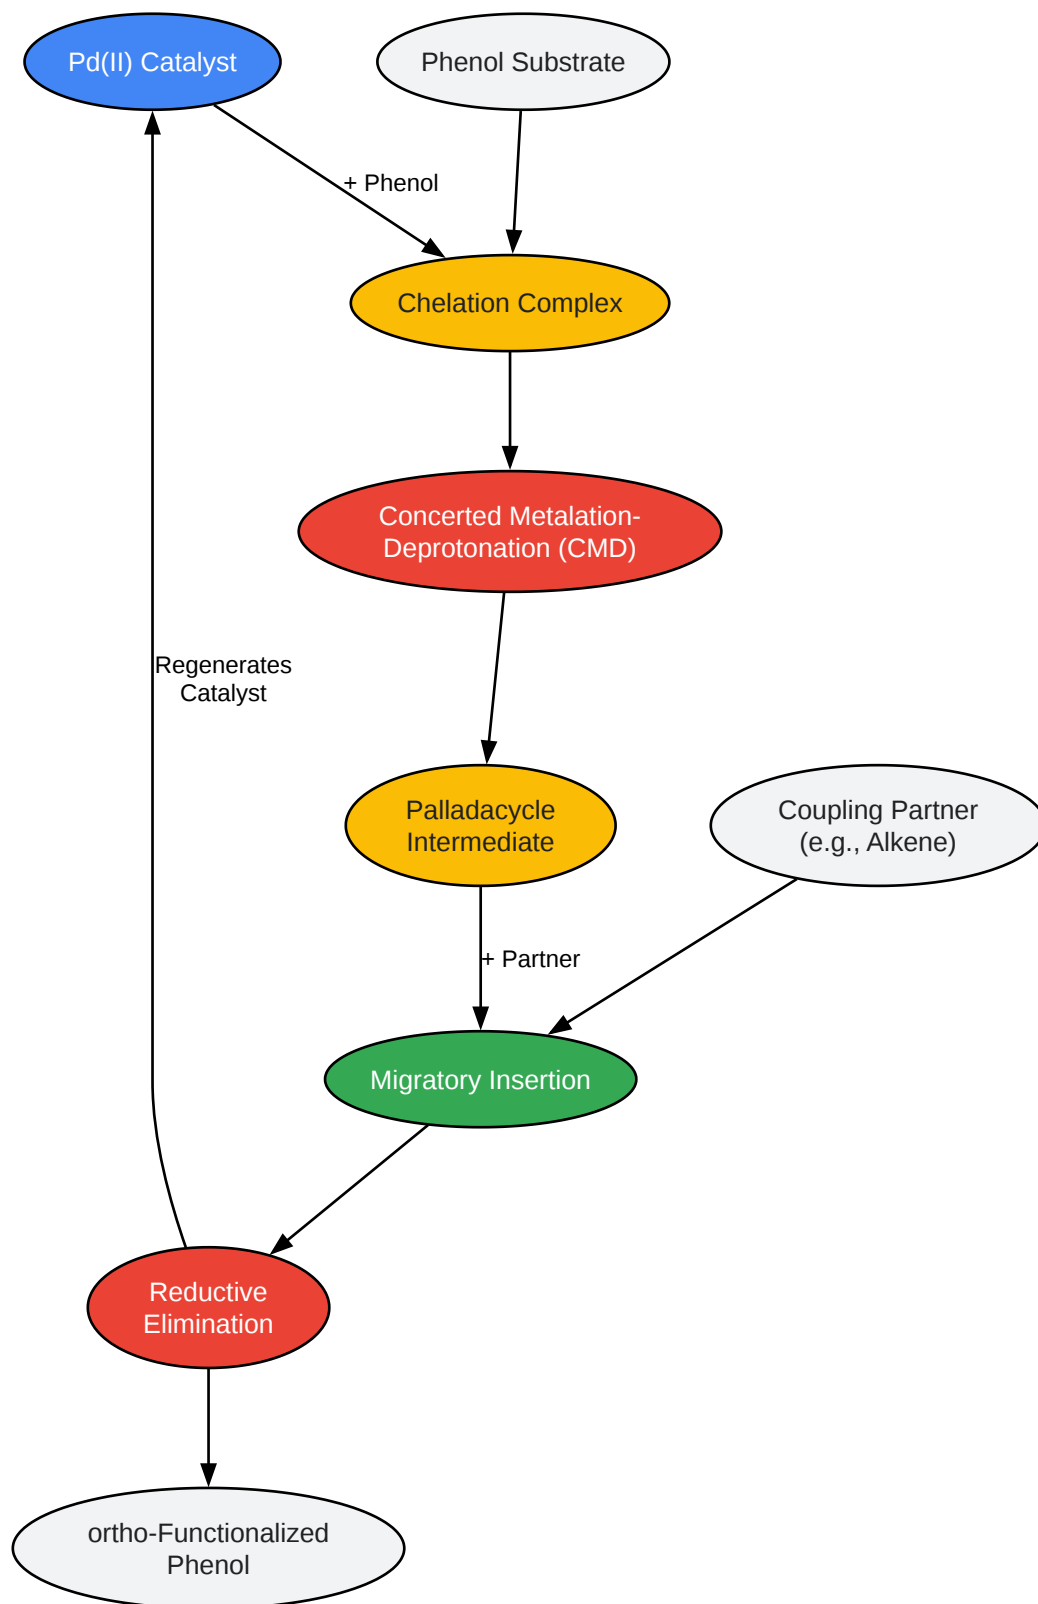 Pd(II) Catalyst
Phenol Substrate
+ Phenol
Chelation Complex
Concerted Metalation-
Deprotonation (CMD)
Regenerates
Catalyst
Palladacycle
Intermediate
Coupling Partner
(e.g., Alkene)
+ Partner
Migratory Insertion
Reductive
Elimination
ortho-Functionalized
Phenol